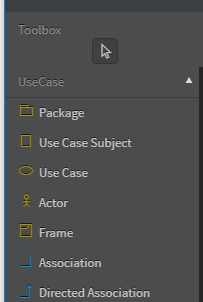 Toolbox
UseCase
Package
Use Case Subject
Use Case
Actor
Frame
Association
Directed Association